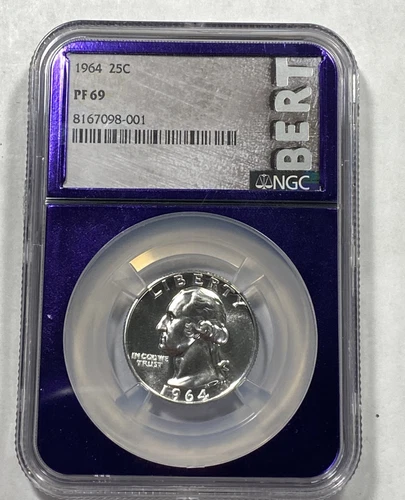 1964 25C
PF 69
8167098-001
BERT
NGC
LIBERTY
IN GOD WE
TRUST
1964